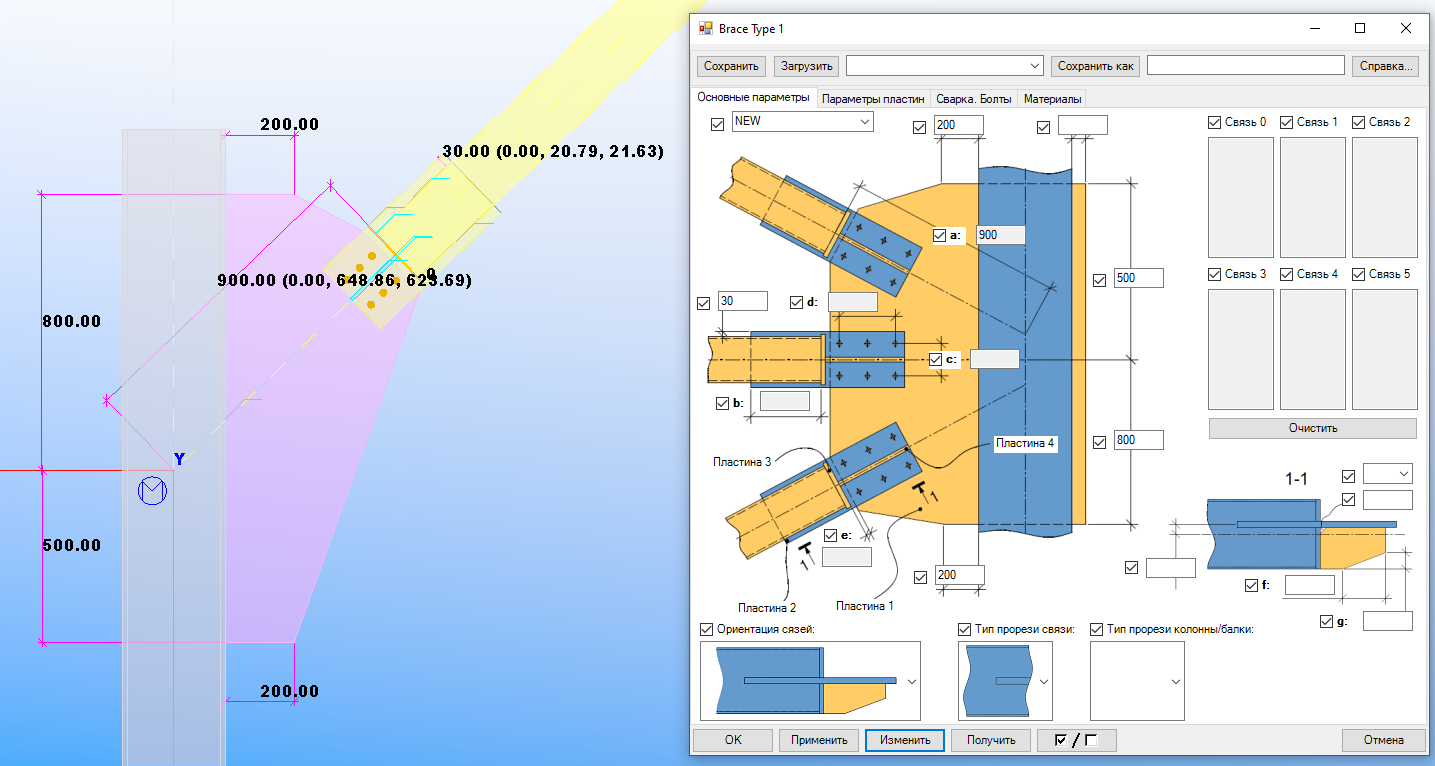 200.00
30.00 (0.00, 20.79, 21.63)
0
900.00 (0.00, 648.86, 623.69)
800.00
Y
M
500.00
200.00
Brace Type 1
Сохранить
Загрузить
Сохранить как
Справка...
Основные параметры
Параметры пластин
Сварка. Болты
Материалы
NEW
200
Связь 0
Связь 1
Связь 2
a:
900
500
Связь 3
Связь 4
Связь 5
30
d:
c:
b:
Очистить
800
Пластина 4
Пластина 3
1-1
1
e:
1
200
f:
g:
Пластина 2
Пластина 1
Ориентация сязей:
Тип прорези связи:
Тип прорези колонны/балки:
OK
Применить
Изменить
Получить
/
Отмена